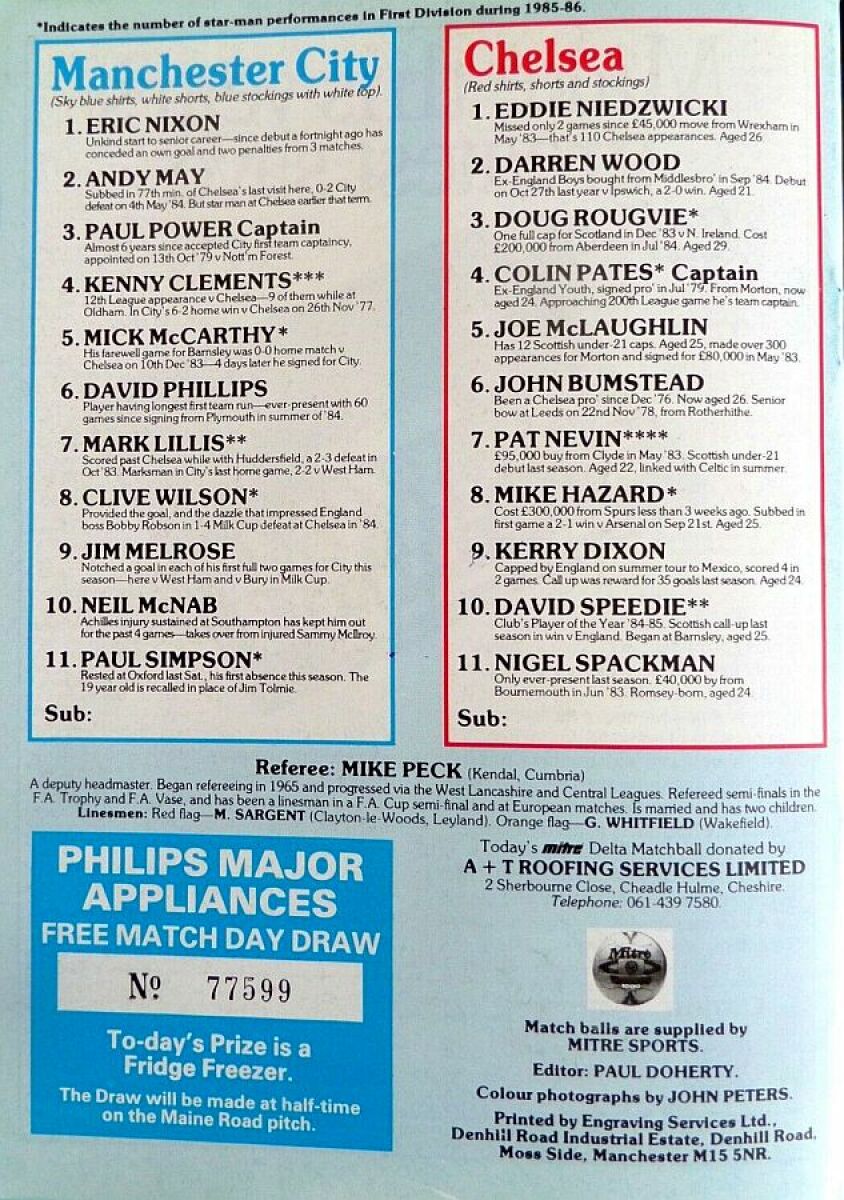 *Indicates the number of star-man performances in First Division during 1985-86.
Manchester City
(Sky blue shirts, white shorts, blue stockings with white top).
1. ERIC NIXON
Unkind start to senior career—since debut a fortnight ago has
conceded an own goal and two penalties from 3 matches.
2. ANDY MAY
Subbed in 77th min. of Chelsea's last visit here, 0-2 City
defeat on 4th May '84. But star man at Chelsea earlier that term.
3. PAUL POWER Captain
Almost 6 years since accepted City first team captaincy,
appointed on 13th Oct '79 v Nott'm Forest.
4. KENNY CLEMENTS***
12th League appearance v Chelsea—9 of them while at
Oldham. In City's 6-2 home win v Chelsea on 26th Nov '77.
5. MICK McCARTHY*
His farewell game for Barnsley was 0-0 home match v
Chelsea on 10th Dec '83—4 days later he signed for City.
6. DAVID PHILLIPS
Player having longest first team run—ever-present with 60
games since signing from Plymouth in summer of '84.
7. MARK LILLIS**
Scored past Chelsea while with Huddersfield, a 2-3 defeat in
Oct '83. Marksman in City's last home game, 2-2 v West Ham.
8. CLIVE WILSON*
Provided the goal, and the dazzle that impressed England
boss Bobby Robson in 1-4 Milk Cup defeat at Chelsea in '84.
9. JIM MELROSE
Notched a goal in each of his first full two games for City this
season—here v West Ham and v Bury in Milk Cup.
10. NEIL McNAB
Achilles injury sustained at Southampton has kept him out
for the past 4 games—takes over from injured Sammy McIlroy.
11. PAUL SIMPSON*
Rested at Oxford last Sat., his first absence this season. The
19 year old is recalled in place of Jim Tolmie.
Sub:
Chelsea
(Red shirts, shorts and stockings)
1. EDDIE NIEDZWICKI
Missed only 2 games since £45,000 move from Wrexham in
May '83—that's 110 Chelsea appearances. Aged 26
2. DARREN WOOD
Ex-England Boys bought from Middlesbro' in Sep '84. Debut
on Oct 27th last year v Ipswich, a 2-0 win. Aged 21.
3. DOUG ROUGVIE*
One full cap for Scotland in Dec '83 v N. Ireland. Cost
£200,000 from Aberdeen in Jul '84. Aged 29.
4. COLIN PATES* Captain
Ex-England Youth, signed pro' in Jul '79. From Morton, now
aged 24. Approaching 200th League game he's team captain.
5. JOE McLAUGHLIN
Has 12 Scottish under-21 caps. Aged 25, made over 300
appearances for Morton and signed for £80,000 in May '83.
6. JOHN BUMSTEAD
Been a Chelsea pro' since Dec '76. Now aged 26. Senior
bow at Leeds on 22nd Nov '78, from Rotherhithe.
7. PAT NEVIN****
£95,000 buy from Clyde in May '83. Scottish under-21
debut last season. Aged 22, linked with Celtic in summer.
8. MIKE HAZARD*
Cost £300,000 from Spurs less than 3 weeks ago. Subbed in
first game a 2-1 win v Arsenal on Sep 21st. Aged 25.
9. KERRY DIXON
Capped by England on summer tour to Mexico, scored 4 in
2 games. Call up was reward for 35 goals last season. Aged 24
10. DAVID SPEEDIE**
Club's Player of the Year '84-85. Scottish call-up last
season in win v England. Began at Barnsley, aged 25.
11. NIGEL SPACKMAN
Only ever-present last season. £40,000 by from
Bournemouth in Jun '83. Romsey-born, aged 24
Sub:
Referee: MIKE PECK (Kendal, Cumbria)
A deputy headmaster. Began refereeing in 1965 and progressed via the West Lancashire and Central Leagues. Refereed semi-finals in the
F.A. Trophy and F.A. Vase, and has been a linesman in a F.A. Cup semi-final and at European matches. Is married and has two children.
Linesmen: Red flag—M. SARGENT (Clayton-le-Woods, Leyland). Orange flag—G. WHITFIELD (Wakefield).
PHILIPS MAJOR
APPLIANCES
FREE MATCH DAY DRAW
Nº 77599
To-day's Prize is a
Fridge Freezer.
The Draw will be made at half-time
on the Maine Road pitch.
Today's mitre Delta Matchball donated by
A + T ROOFING SERVICES LIMITED
2 Sherbourne Close, Cheadle Hulme, Cheshire.
Telephone: 061-439 7580.
Mitre
Match balls are supplied by
MITRE SPORTS.
Editor: PAUL DOHERTY.
Colour photographs by JOHN PETERS.
Printed by Engraving Services Ltd.,
Denhill Road Industrial Estate, Denhill Road,
Moss Side, Manchester M15 5NR.